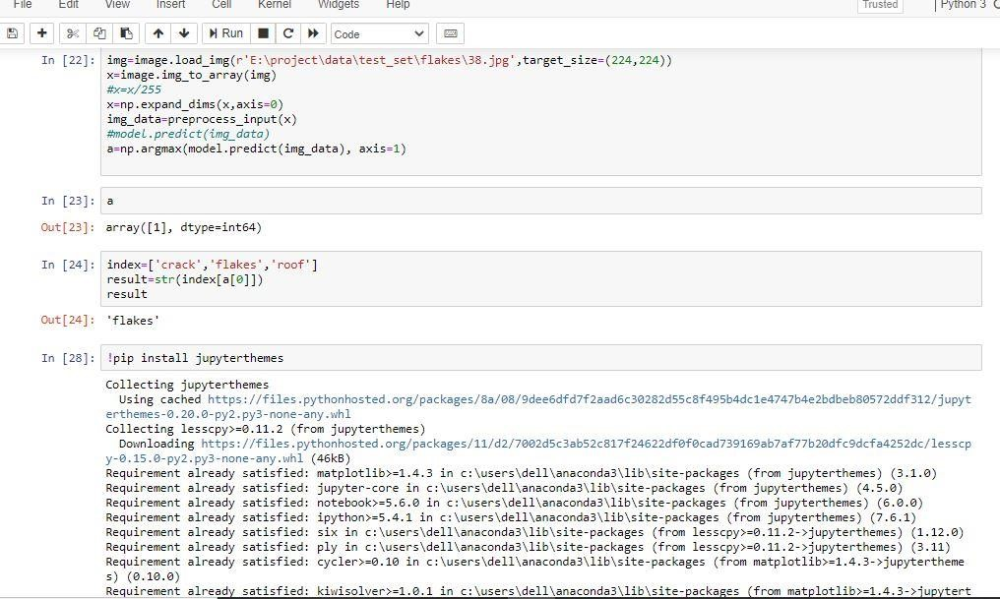 File Edit View Insert Cell Kernel Widgets Help Trusted Python 3
Run Code
In [22]: img=image.load_img(r'E:\project\data\test_set\flakes\38.jpg',target_size=(224,224))
x=image.img_to_array(img)
#x=x/255
x=np.expand_dims(x,axis=0)
img_data=preprocess_input(x)
#model.predict(img_data)
a=np.argmax(model.predict(img_data), axis=1)
In [23]: a
Out[23]: array([1], dtype=int64)
In [24]: index=['crack','flakes','roof']
result=str(index[a[0]])
result
Out[24]: 'flakes'
In [28]: !pip install jupyterthemes
Collecting jupyterthemes
Using cached https://files.pythonhosted.org/packages/8a/08/9dee6dfd7f2aad6c30282d55c8f495b4dc1e4747b4e2bdbeb80572ddf312/jupyt
erthemes-0.20.0-py2.py3-none-any.whl
Collecting lesscpy>=0.11.2 (from jupyterthemes)
Downloading https://files.pythonhosted.org/packages/11/d2/7002d5c3ab52c817f24622df0f0cad739169ab7af77b20dfc9dcfa4252dc/lesscp
y-0.15.0-py2.py3-none-any.whl (46kB)
Requirement already satisfied: matplotlib>=1.4.3 in c:\users\dell\anaconda3\lib\site-packages (from jupyterthemes) (3.1.0)
Requirement already satisfied: jupyter-core in c:\users\dell\anaconda3\lib\site-packages (from jupyterthemes) (4.5.0)
Requirement already satisfied: notebook>=5.6.0 in c:\users\dell\anaconda3\lib\site-packages (from jupyterthemes) (6.0.0)
Requirement already satisfied: ipython>=5.4.1 in c:\users\dell\anaconda3\lib\site-packages (from jupyterthemes) (7.6.1)
Requirement already satisfied: six in c:\users\dell\anaconda3\lib\site-packages (from lesscpy>=0.11.2->jupyterthemes) (1.12.0)
Requirement already satisfied: ply in c:\users\dell\anaconda3\lib\site-packages (from lesscpy>=0.11.2->jupyterthemes) (3.11)
Requirement already satisfied: cycler>=0.10 in c:\users\dell\anaconda3\lib\site-packages (from matplotlib>=1.4.3->jupytertheme
s) (0.10.0)
Requirement already satisfied: kiwisolver>=1.0.1 in c:\users\dell\anaconda3\lib\site-packages (from matplotlib>=1.4.3->jupytert